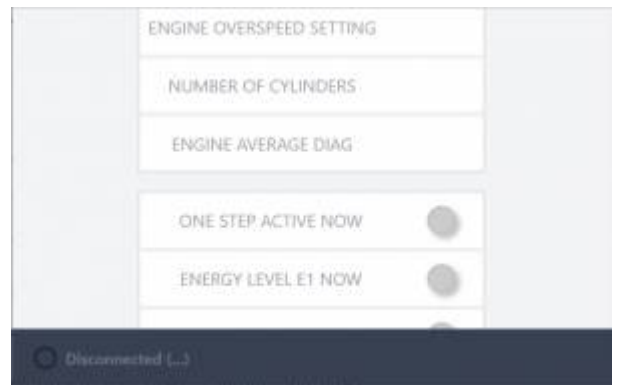 ENGINE OVERSPEED SETTING
NUMBER OF CYLINDERS
ENGINE AVERAGE DIAG
ONE STEP ACTIVE NOW
ENERGY LEVEL E1 NOW
Disconnected (...)